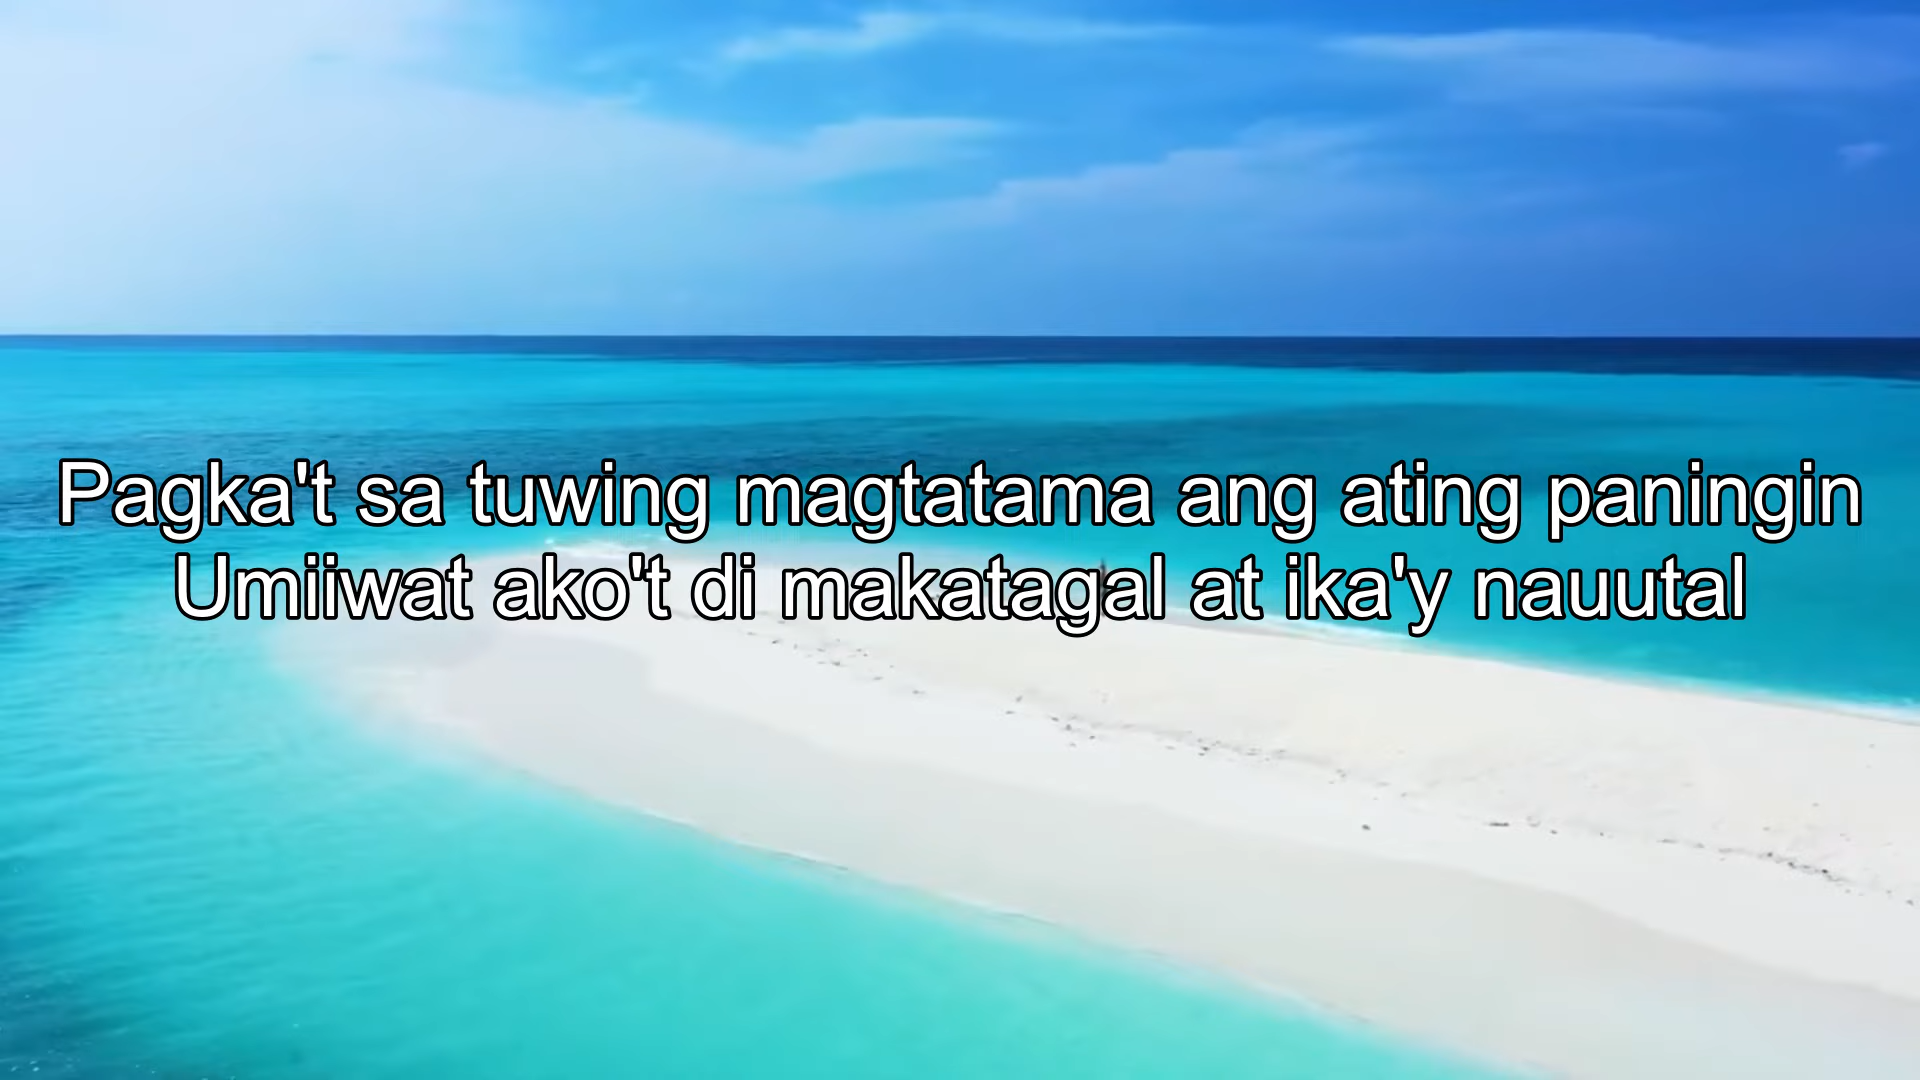 Pagka't sa tuwing magtatama ang ating paningin
Umiiwat ako't di makatagal at ika'y nauutal